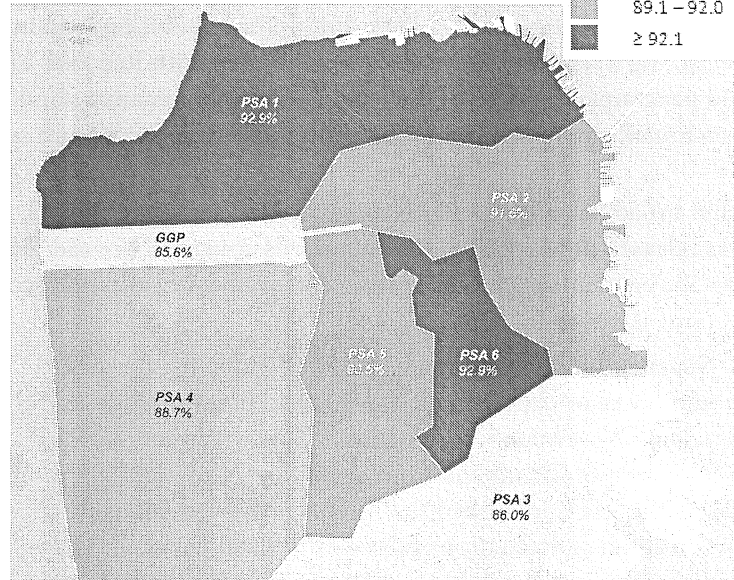 89.1 – 92.0
≥ 92.1
PSA 1
92.9%
PSA 2
GGP
85.6%
PSA 5
PSA 6
92.9%
PSA 4
88.7%
PSA 3
86.0%